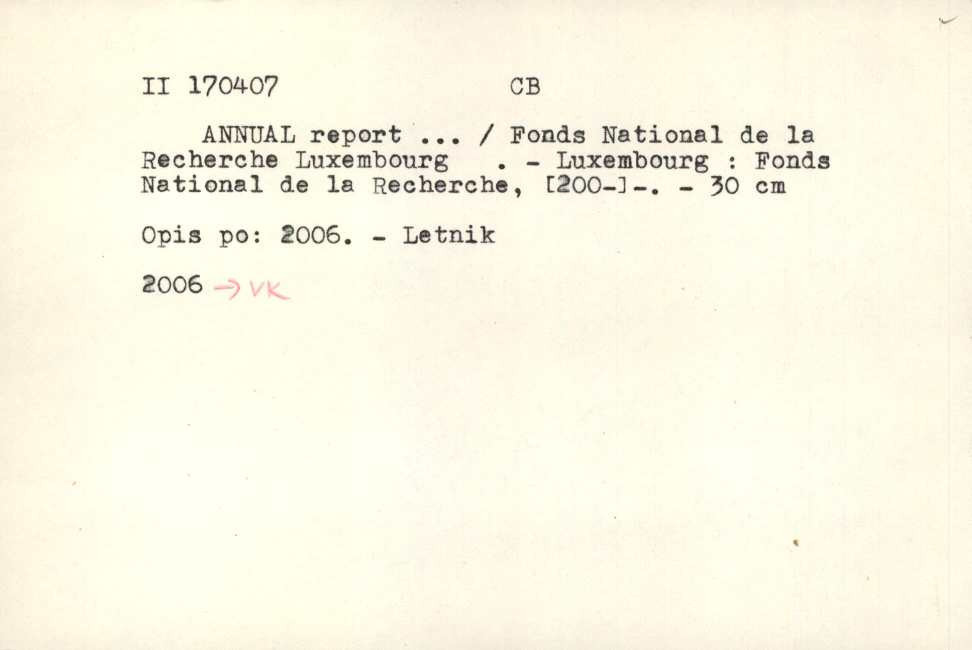 II 170407 CB
ANNUAL report ... / Fonds National de la
Recherche Luxembourg . - Luxembourg : Fonds
National de la Recherche, [200-]-. - 30 cm
Opis po: 2006. - Letnik
2006 → VK